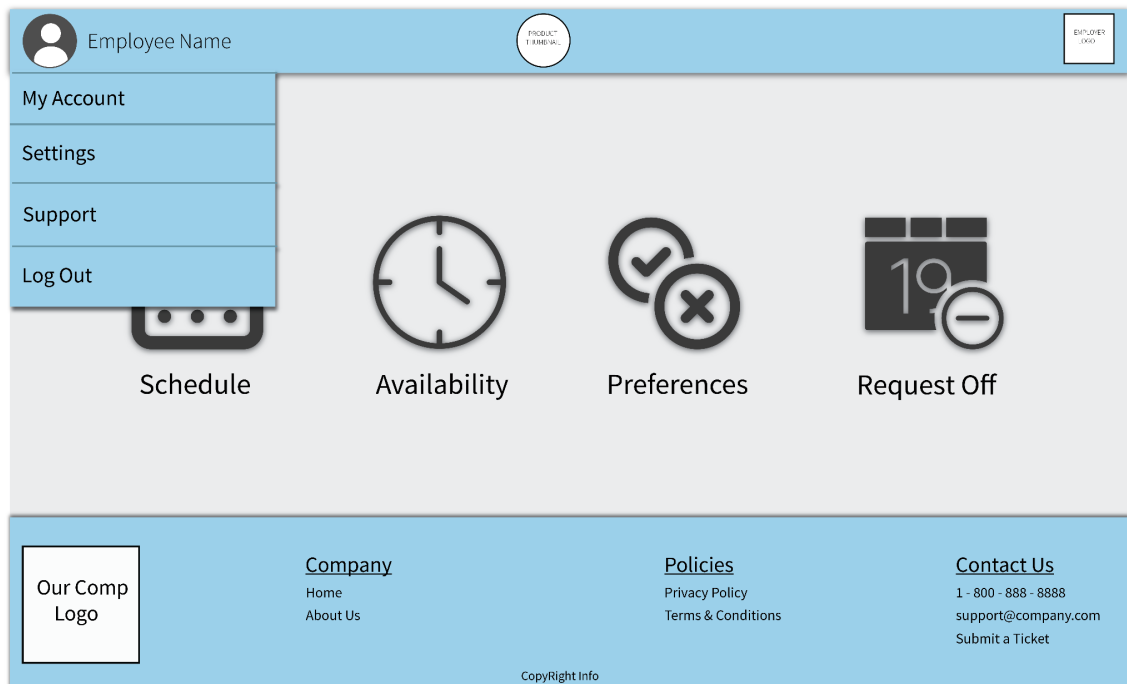 Employee Name
PRODUCT
THUMBNAIL
EMPLOYER
LOGO
My Account
Settings
Support
Log Out
19
Schedule
Availability
Preferences
Request Off
Our Comp
Logo
Company
Home
About Us
Policies
Privacy Policy
Terms & Conditions
Contact Us
1 - 800 - 888 - 8888
support@company.com
Submit a Ticket
CopyRight Info